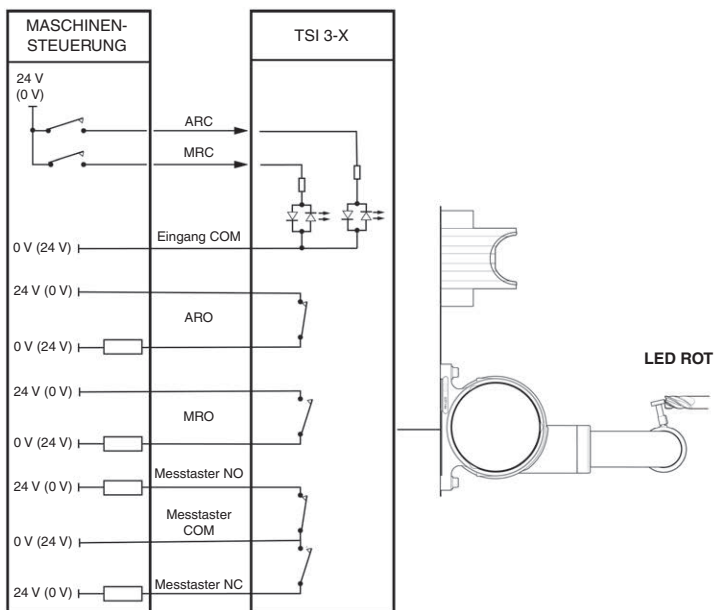 MASCHINEN-
STEUERUNG
TSI 3-X
24 V
(0 V)
ARC
MRC
Eingang COM
0 V (24 V)
24 V (0 V)
ARO
0 V (24 V)
24 V (0 V)
MRO
0 V (24 V)
Messtaster NO
24 V (0 V)
Messtaster
COM
0 V (24 V)
Messtaster NC
24 V (0 V)
LED ROT